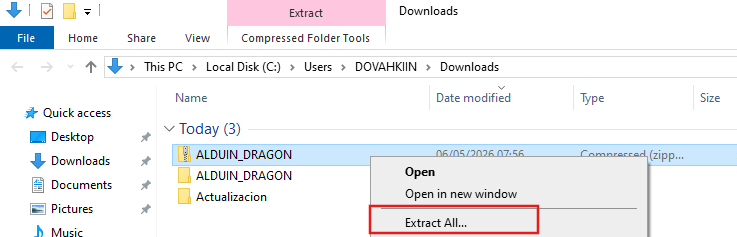 Extract
Downloads
File
Home
Share
View
Compressed Folder Tools
This PC > Local Disk (C:) > Users > DOVAHKIIN > Downloads
Name
Date modified
Type
Size
Quick access
Desktop
Downloads
Documents
Pictures
Music
Today (3)
ALDUIN_DRAGON
06/05/2026 07:56
Compressed (zipp...
ALDUIN_DRAGON
Actualizacion
Open
Open in new window
Extract All...